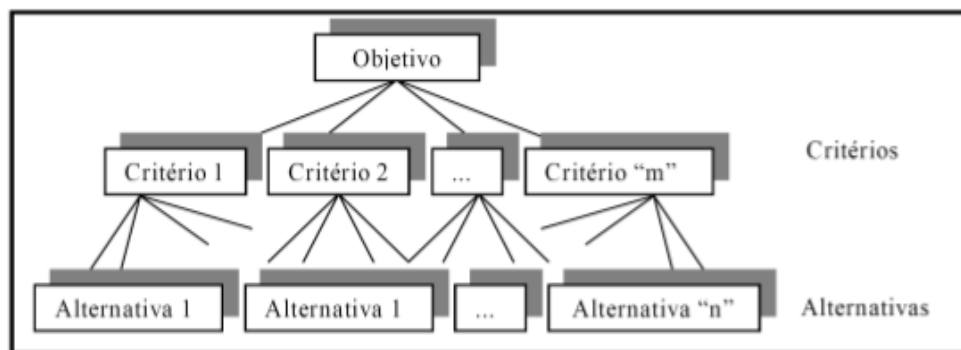 Objetivo
Critério 1
Critério 2
...
Critério “m”
Critérios
Alternativa 1
Alternativa 1
...
Alternativa “n”
Alternativas